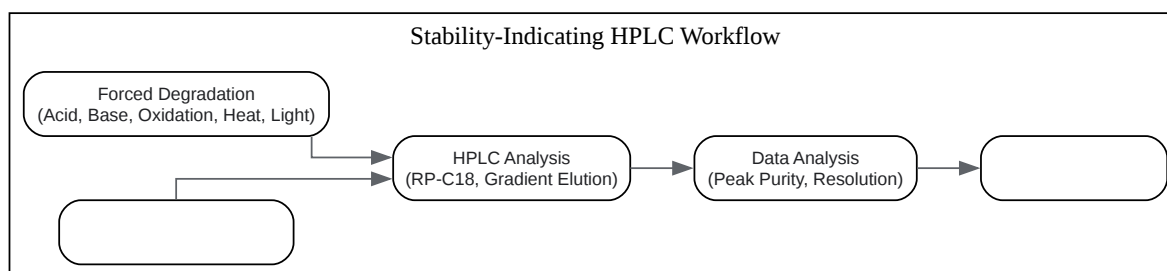 Stability-Indicating HPLC Workflow
Forced Degradation
(Acid, Base, Oxidation, Heat, Light)
HPLC Analysis
(RP-C18, Gradient Elution)
Data Analysis
(Peak Purity, Resolution)